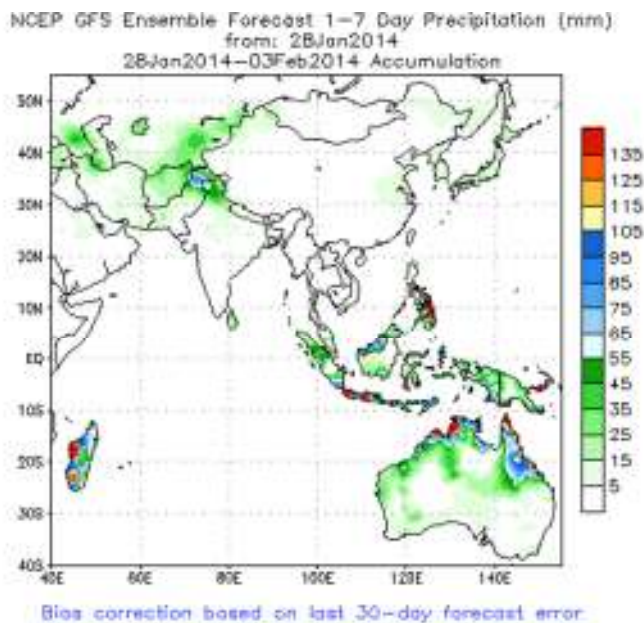 NCEP GFS Ensemble Forecast 1-7 Day Precipitation (mm)
from: 28Jan2014
28Jan2014-03Feb2014 Accumulation
50N
40N
30N
20N
10N
EQ
10S
20S
30S
40S
40E
60E
80E
100E
120E
140E
135
125
115
105
95
85
75
65
55
45
35
25
15
5
Bias correction based on last 30-day forecast error